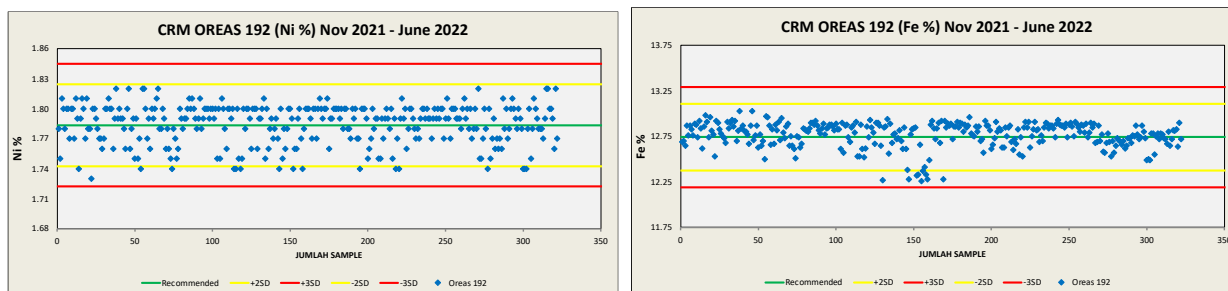 CRM OREAS 192 (Ni %) Nov 2021 - June 2022
1.86
1.83
1.80
1.77
1.74
1.71
1.68
Ni %
0 50 100 150 200 250 300 350
JUMLAH SAMPLE
Recommended +2SD +3SD -2SD -3SD Oreas 192
CRM OREAS 192 (Fe %) Nov 2021 - June 2022
13.75
13.25
12.75
12.25
11.75
Fe %
0 50 100 150 200 250 300 350
JUMLAH SAMPLE
Recommended +2SD +3SD -2SD -3SD Oreas 192